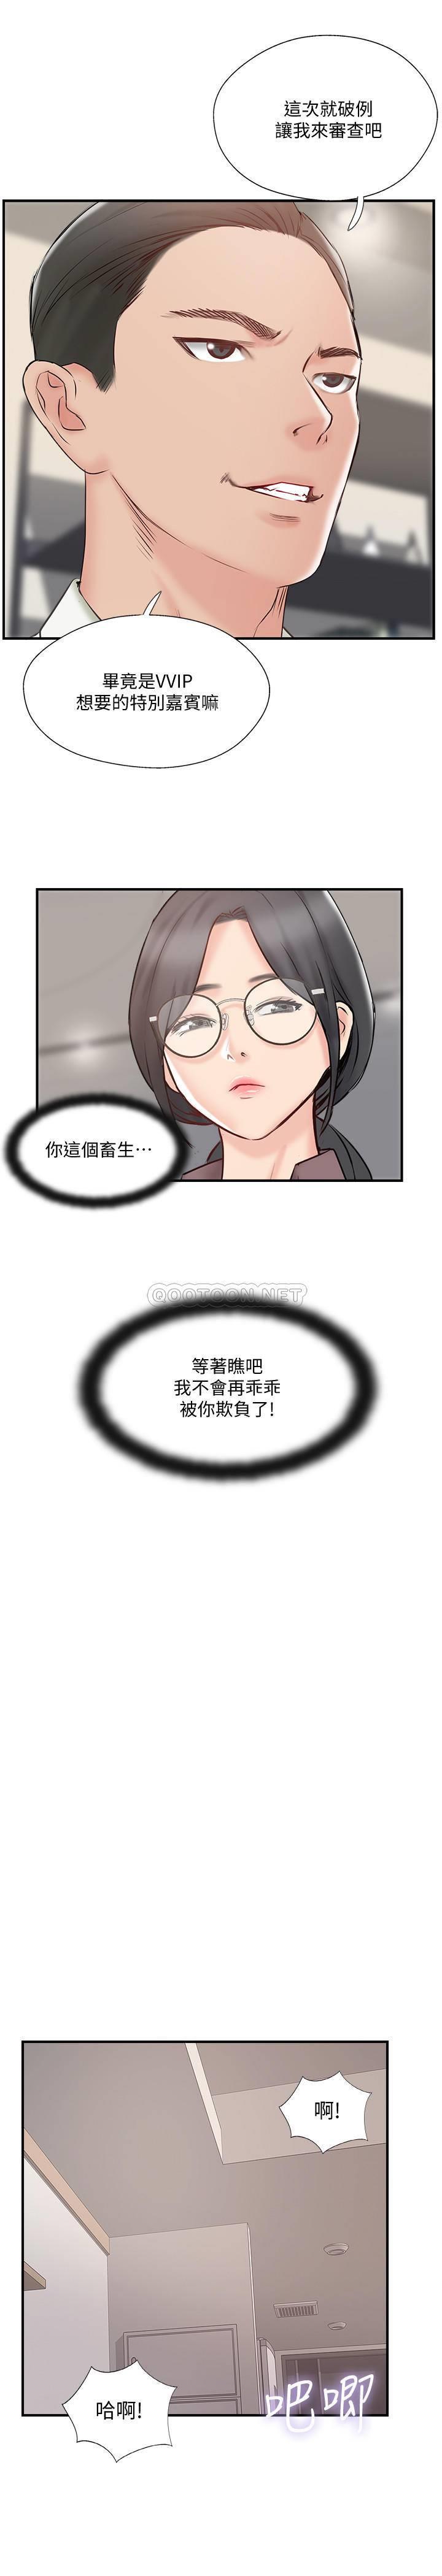 這次就破例
讓我來審查吧
畢竟是VVIP
想要的特別嘉賓嘛
你這個畜生⋯
QOOTOON.NET
等著瞧吧
我不會再乖乖
被你欺負了!
啊!
哈啊!
吧唧